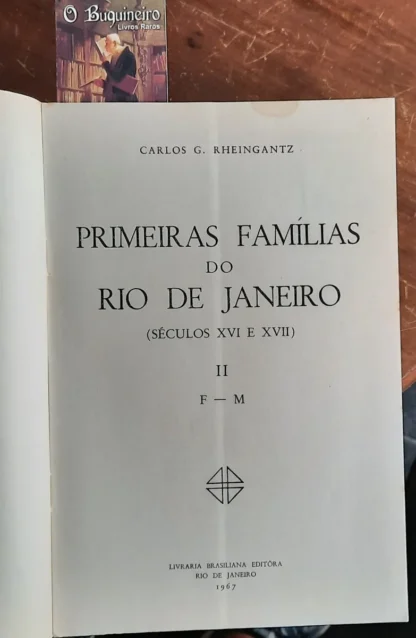 O Buquineiro
Livros Raros
CARLOS G. RHEINGANTZ
PRIMEIRAS FAMÍLIAS
DO
RIO DE JANEIRO
(SÉCULOS XVI E XVII)
II
F — M
LIVRARIA BRASILIANA EDITÔRA
RIO DE JANEIRO
1967